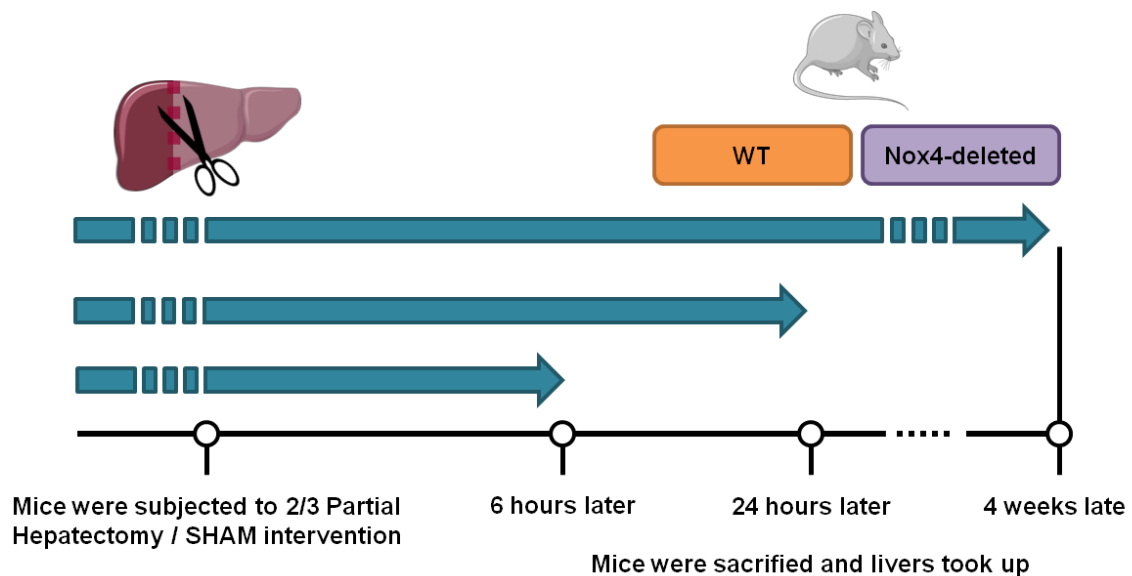 WT
Nox4-deleted
Mice were subjected to 2/3 Partial
Hepatectomy / SHAM intervention
6 hours later
24 hours later
4 weeks late
Mice were sacrified and livers took up